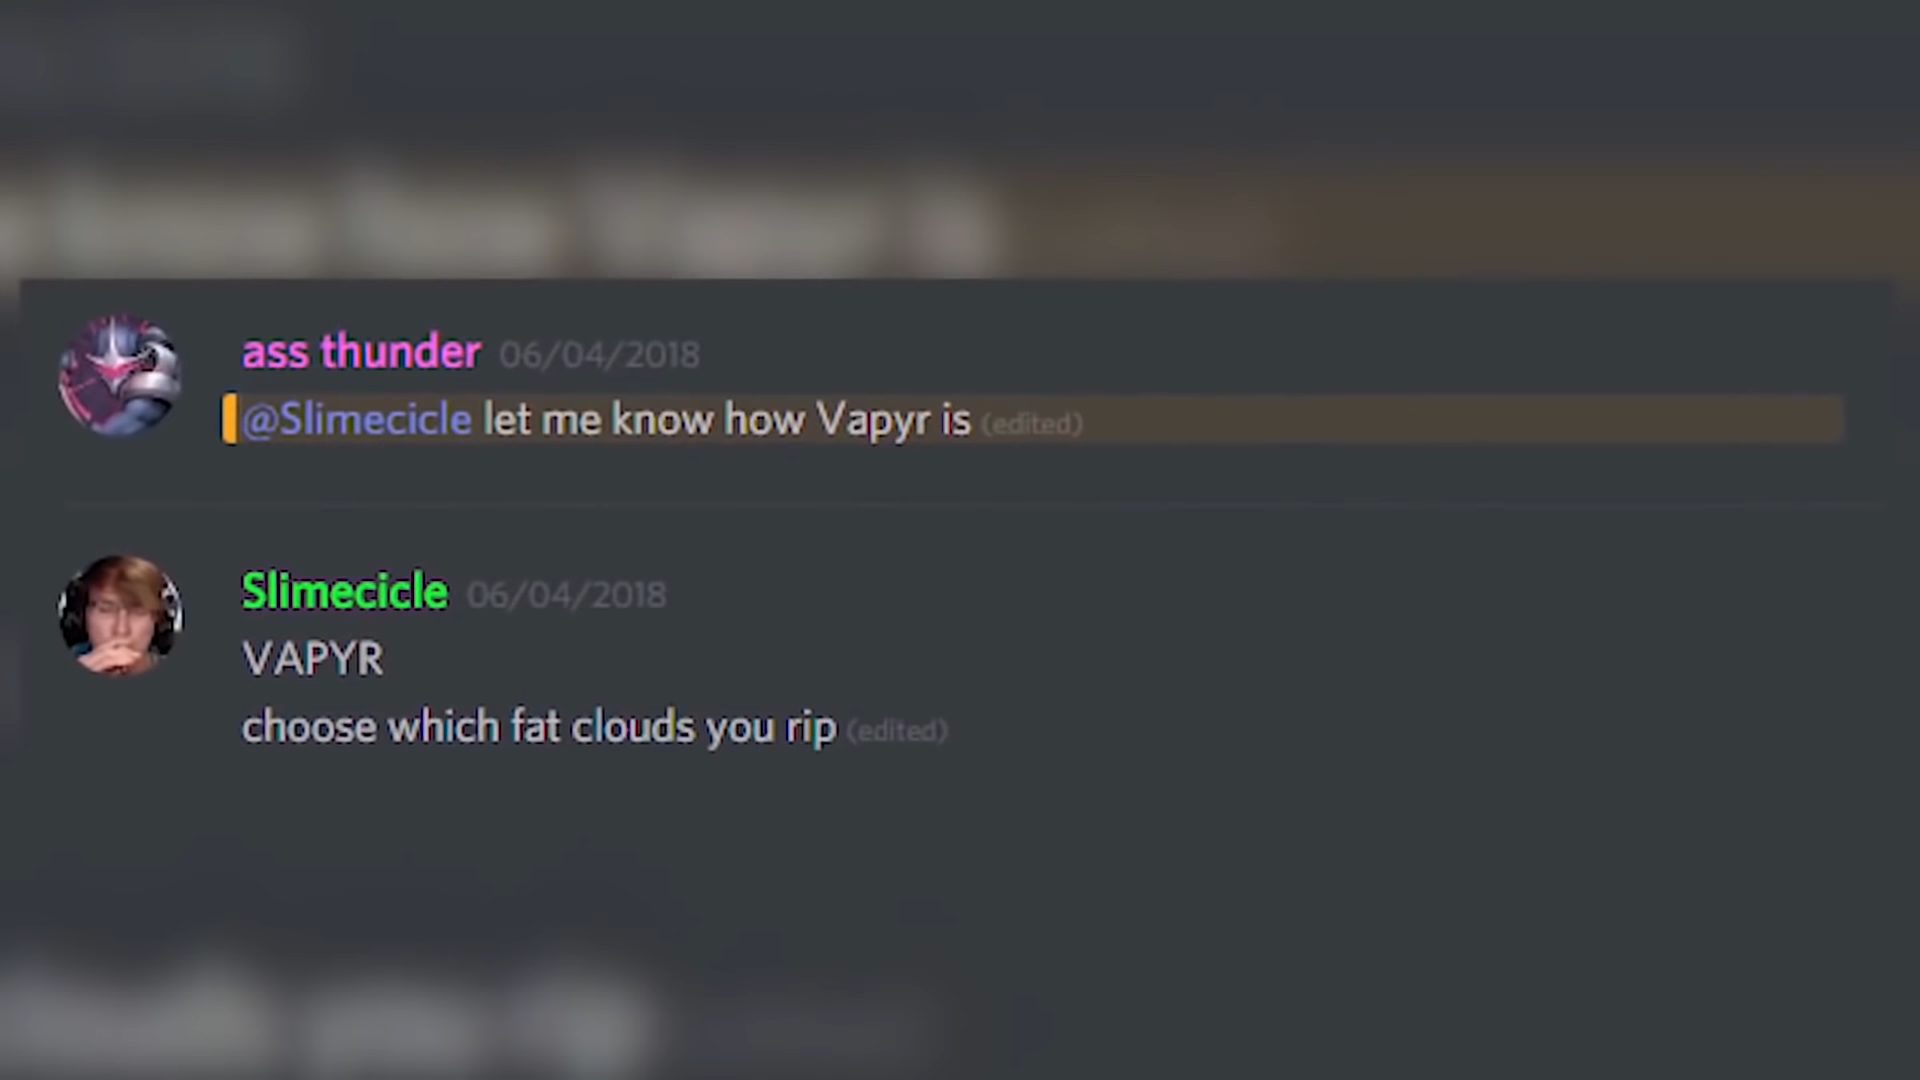 ass thunder 06/04/2018
@Slimecicle let me know how Vapyr is (edited)
Slimecicle 06/04/2018
VAPYR
choose which fat clouds you rip (edited)